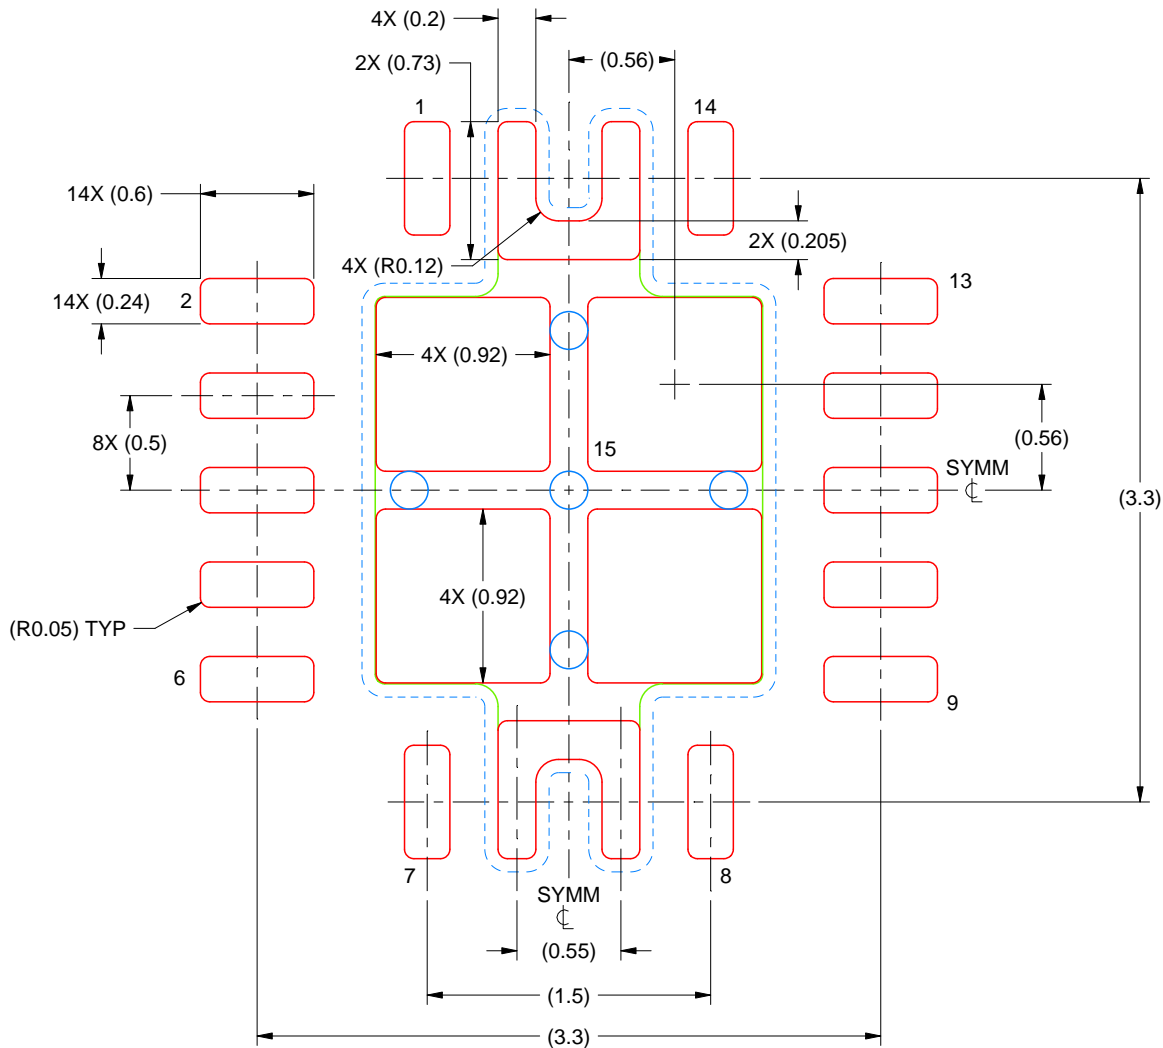 4X (0.2)
(0.56)
2X (0.73)
1
14
14X (0.6)
2X (0.205)
4X (R0.12)
2
13
14X (0.24)
4X (0.92)
8X (0.5)
15
(0.56)
SYMM
(3.3)
4X (0.92)
(R0.05) TYP
6
9
7
8
SYMM
(0.55)
(1.5)
(3.3)